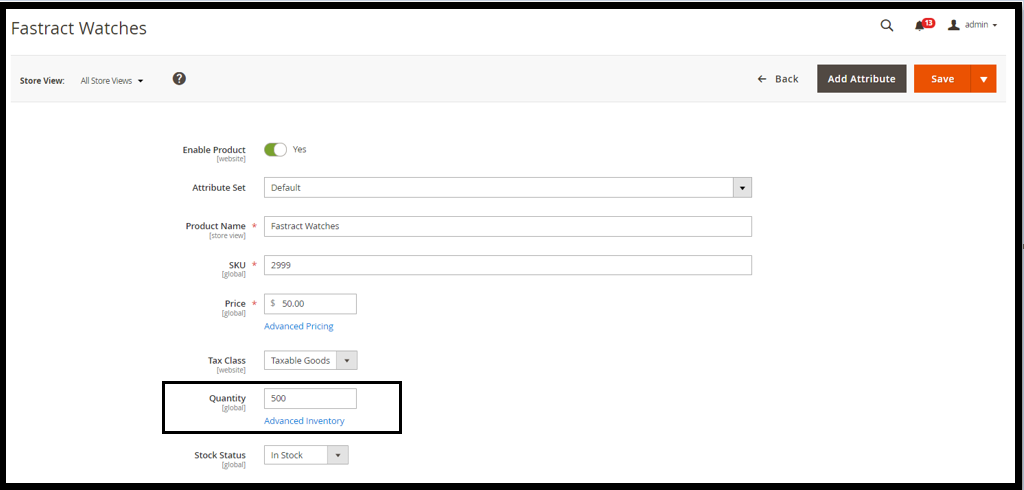 Fastract Watches
13
admin
Store View: All Store Views ?
Back Add Attribute Save
Enable Product Yes
[website]
Attribute Set Default
Product Name * Fastract Watches
[store view]
SKU * 2999
[global]
Price * $ 50.00
[global]
Advanced Pricing
Tax Class Taxable Goods
[website]
Quantity 500
[global]
Advanced Inventory
Stock Status In Stock
[global]